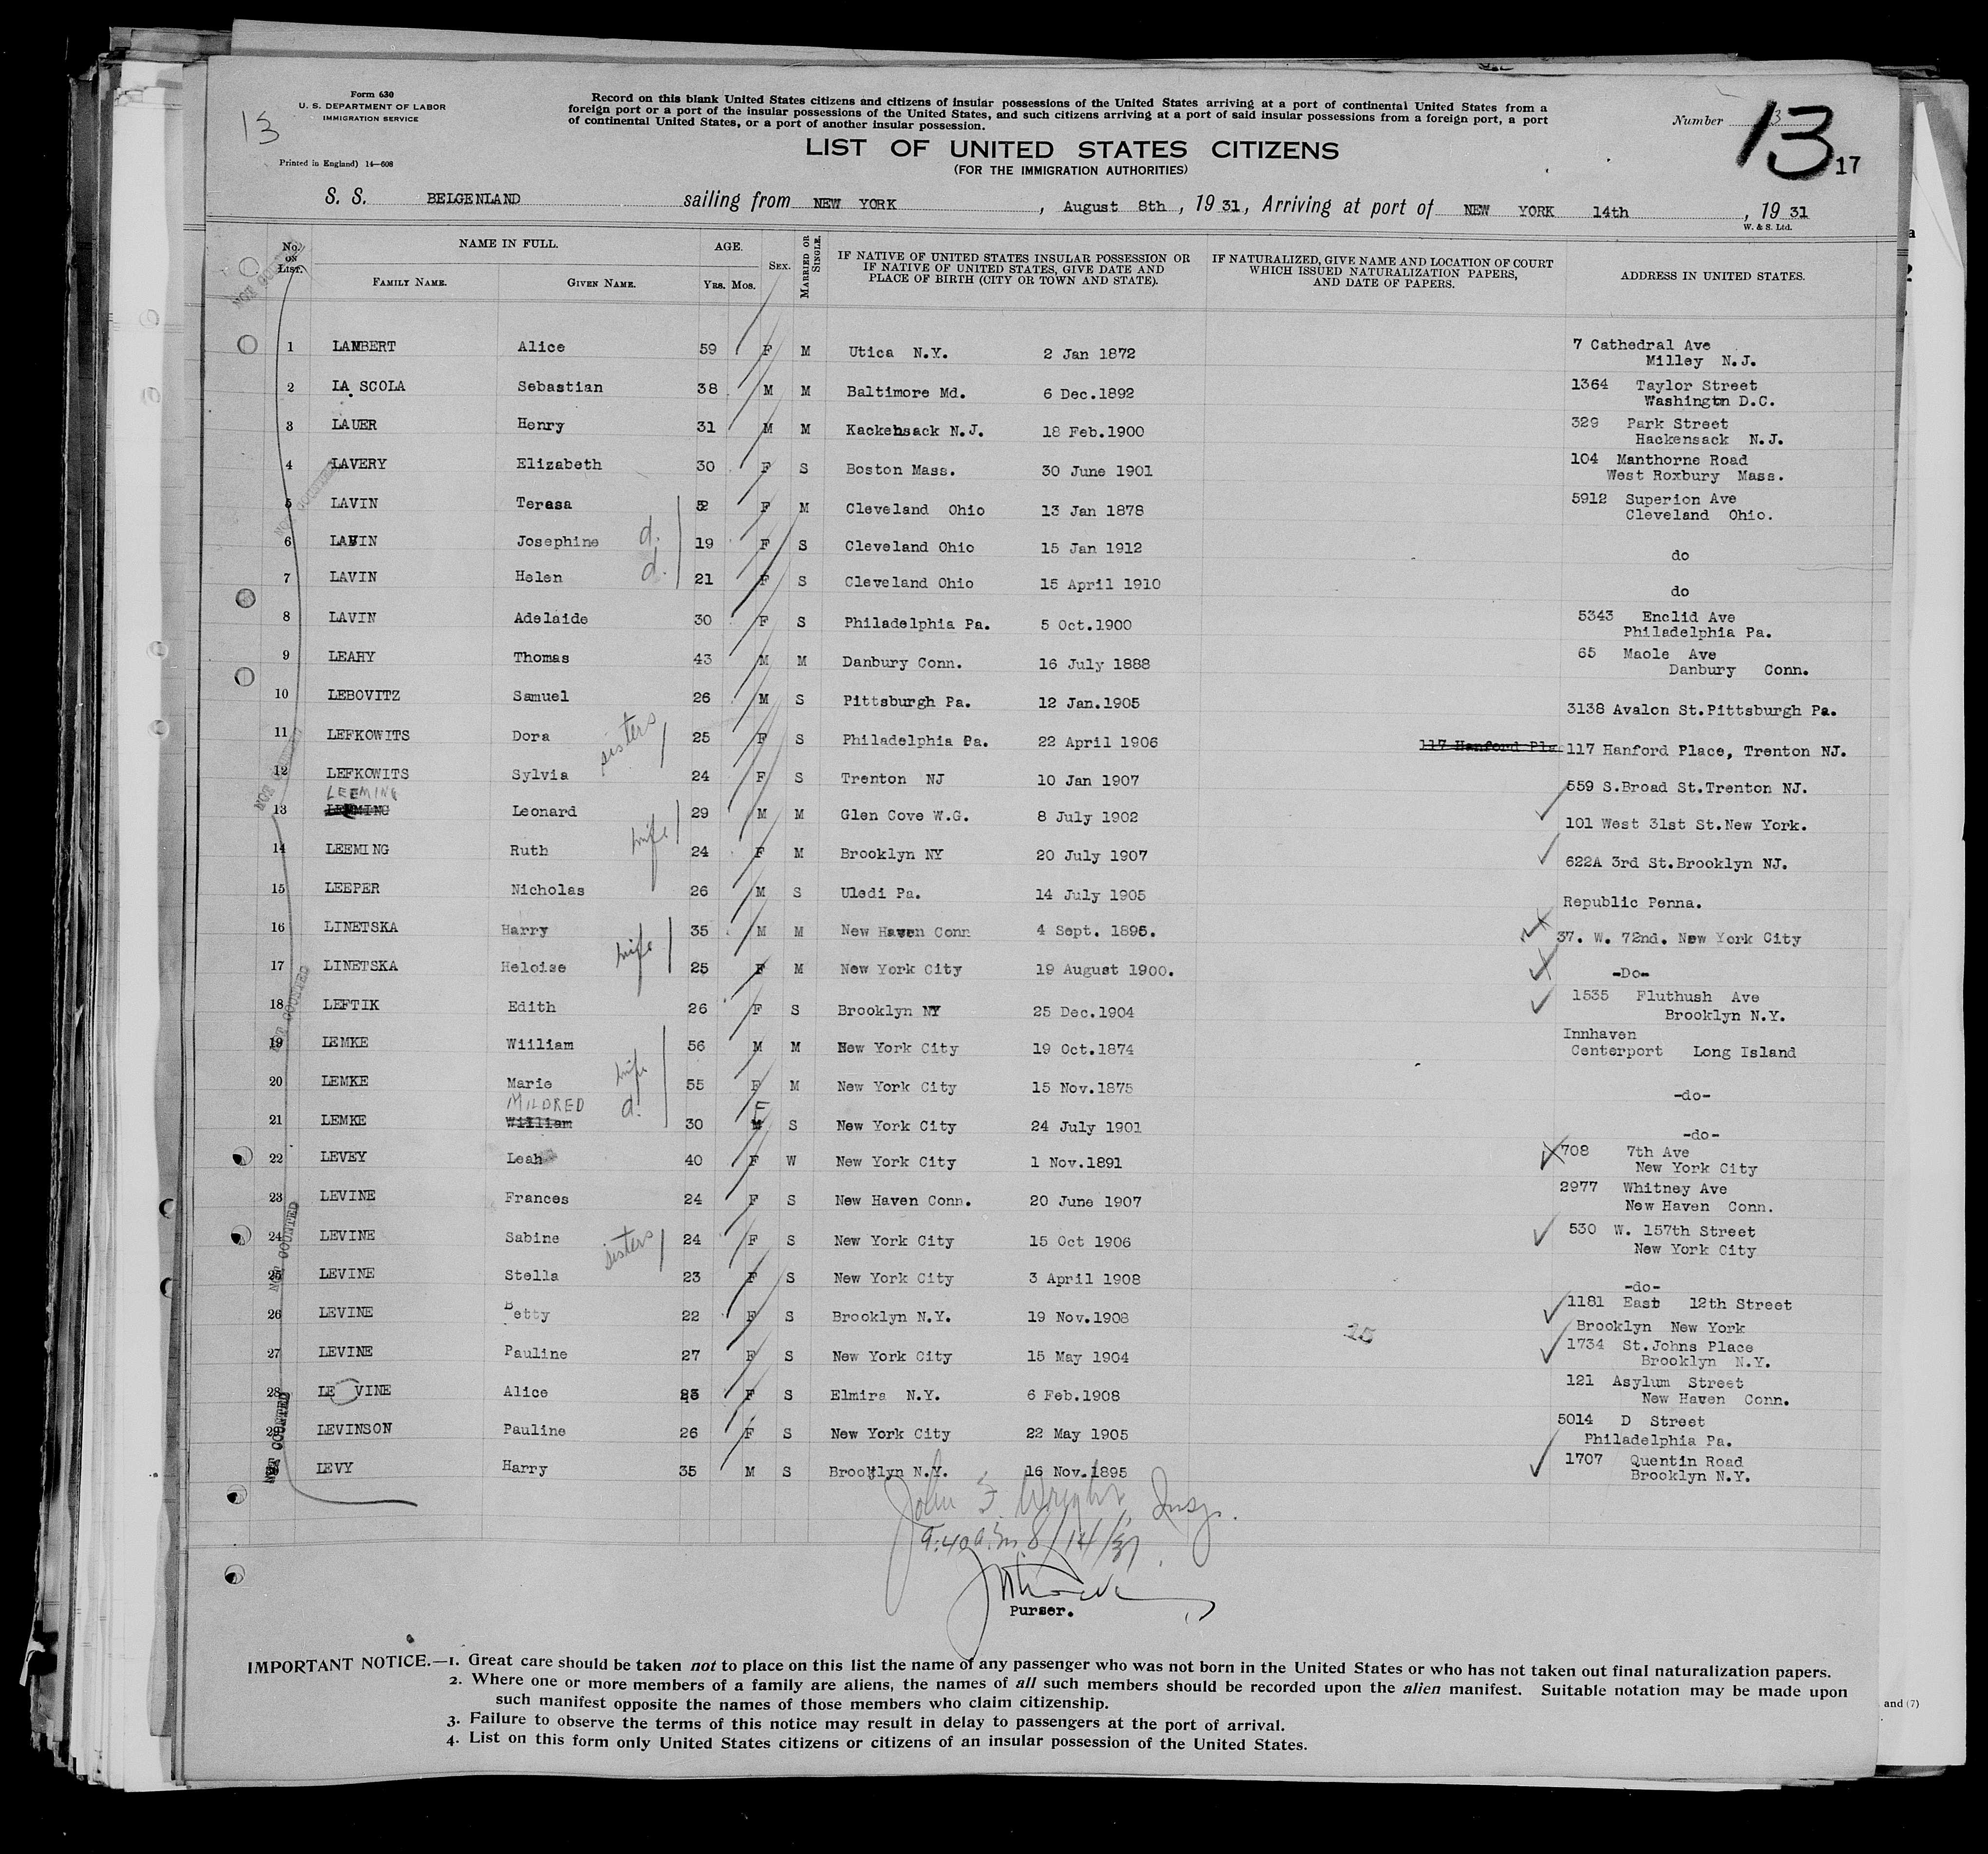 Form 630
U. S. DEPARTMENT OF LABOR
IMMIGRATION SERVICE
13
Printed in England) 14—608
Record on this blank United States citizens and citizens of insular possessions of the United States arriving at a port of continental United States from a
foreign port or a port of the insular possessions of the United States, and such citizens arriving at a port of said insular possessions from a foreign port, a port
of continental United States, or a port of another insular possession.
Number 13
17
LIST OF UNITED STATES CITIZENS
(FOR THE IMMIGRATION AUTHORITIES)
S. S. BELGENLAND sailing from NEW YORK, August 8th, 1931, Arriving at port of NEW YORK 14th, 1931
W. & S. Ltd.
No. ON LIST. NAME IN FULL. FAMILY NAME. GIVEN NAME. AGE. YRS. MOS. SEX. MARRIED OR SINGLE. IF NATIVE OF UNITED STATES INSULAR POSSESSION OR IF NATIVE OF UNITED STATES, GIVE DATE AND PLACE OF BIRTH (CITY OR TOWN AND STATE). IF NATURALIZED, GIVE NAME AND LOCATION OF COURT WHICH ISSUED NATURALIZATION PAPERS, AND DATE OF PAPERS. ADDRESS IN UNITED STATES.
1 LAMBERT Alice 59 F M Utica N.Y. 2 Jan 1872 7 Cathedral Ave
Milley N.J.
2 LA SCOLA Sebastian 38 M M Baltimore Md. 6 Dec.1892 1364 Taylor Street
Washingtn D.C.
3 LAUER Henry 31 M M Kackehsack N.J. 18 Feb.1900 329 Park Street
Hackensack N.J.
4 LAVERY Elizabeth 30 F S Boston Mass. 30 June 1901 104 Manthorne Road
West Roxbury Mass.
5 LAVIN Teresa 52 F M Cleveland Ohio 13 Jan 1878 5912 Superion Ave
Cleveland Ohio.
6 LAVIN Josephine d. 19 F S Cleveland Ohio 15 Jan 1912 do
7 LAVIN Helen d. 21 F S Cleveland Ohio 15 April 1910 do
8 LAVIN Adelaide 30 F S Philadelphia Pa. 5 Oct.1900 5343 Enclid Ave
Philadelphia Pa.
9 LEAHY Thomas 43 M M Danbury Conn. 16 July 1888 65 Maole Ave
Danbury Conn.
10 LEBOVITZ Samuel 26 M S Pittsburgh Pa. 12 Jan.1905 3138 Avalon St.Pittsburgh Pa.
11 LEFKOWITS Dora sisters 25 F S Philadelphia Pa. 22 April 1906 117 Hanford Pla 117 Hanford Place, Trenton NJ.
12 LEFKOWITS Sylvia 24 F S Trenton NJ 10 Jan 1907 559 S.Broad St.Trenton NJ.
LEEMING
13 Leonard 29 M M Glen Cove W.G. 8 July 1902 101 West 31st St.New York.
14 LEEMING Ruth wife 24 F M Brooklyn NY 20 July 1907 622A 3rd St.Brooklyn NJ.
15 LEEPER Nicholas 26 M S Uledi Pa. 14 July 1905 Republic Penna.
16 LINETSKA Harry 35 M M New Haven Conn 4 Sept. 1895. 37. W. 72nd. New York City
17 LINETSKA Heloise wife 25 F M New York City 19 August 1900. -Do-
18 LEFTIK Edith 26 F S Brooklyn NY 25 Dec.1904 1535 Fluthush Ave
Brooklyn N.Y.
19 LEMKE Wiiliam 56 M M New York City 19 Oct.1874 Innhaven
Centerport Long Island
20 LEMKE Marie wife 55 F M New York City 15 Nov.1875 -do-
MILDRED d. F
21 LEMKE William 30 M S New York City 24 July 1901 -do-
22 LEVEY Leah 40 F W New York City 1 Nov.1891 708 7th Ave
New York City
23 LEVINE Frances 24 F S New Haven Conn. 20 June 1907 2977 Whitney Ave
New Haven Conn.
24 LEVINE Sabine sisters 24 F S New York City 15 Oct 1906 530 W. 157th Street
New York City
25 LEVINE Stella 23 F S New York City 3 April 1908 -do-
26 LEVINE Betty 22 F S Brooklyn N.Y. 19 Nov.1908 1181 East 12th Street
Brooklyn New York
27 LEVINE Pauline 27 F S New York City 15 May 1904 1734 St.Johns Place
Brooklyn N.Y.
28 LE VINE Alice 23 F S Elmira N.Y. 6 Feb.1908 121 Asylum Street
New Haven Conn.
29 LEVINSON Pauline 26 F S New York City 22 May 1905 5014 D Street
Philadelphia Pa.
LEVY Harry 35 M S Brooklyn N.Y. 16 Nov.1895 1707 Quentin Road
Brooklyn N.Y.
NOT COUNTED
NOT COUNTED
NOT COUNTED
NOT COUNTED
NOT COUNTED
NOT COUNTED
John F. Wright, Insp.
9:40 a.m. 8/14/31
Purser.
IMPORTANT NOTICE.—1. Great care should be taken not to place on this list the name of any passenger who was not born in the United States or who has not taken out final naturalization papers.
2. Where one or more members of a family are aliens, the names of all such members should be recorded upon the alien manifest. Suitable notation may be made upon
such manifest opposite the names of those members who claim citizenship.
3. Failure to observe the terms of this notice may result in delay to passengers at the port of arrival.
4. List on this form only United States citizens or citizens of an insular possession of the United States.
and (7)